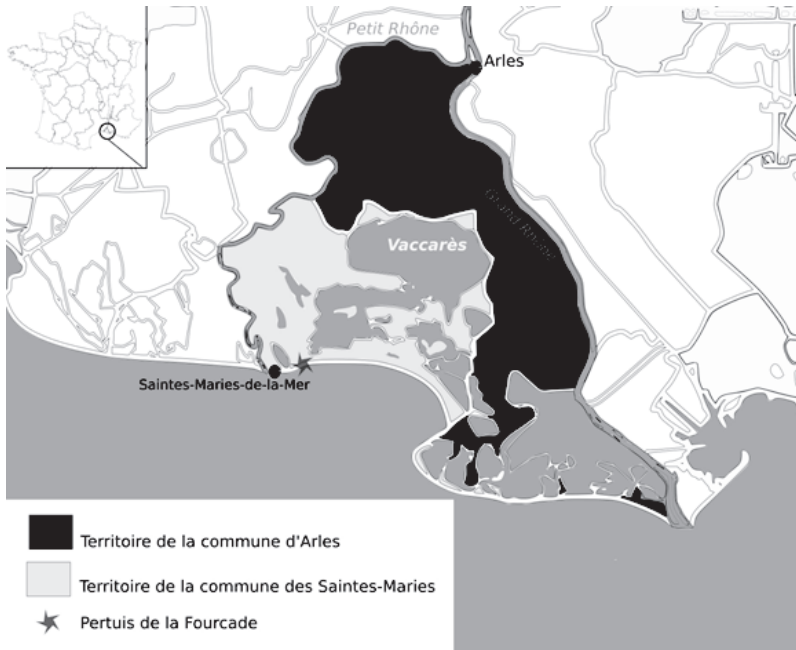 Petit Rhône
Arles
Grand Rhône
Vaccarès
Saintes-Maries-de-la-Mer
Territoire de la commune d'Arles
Territoire de la commune des Saintes-Maries
Pertuis de la Fourcade